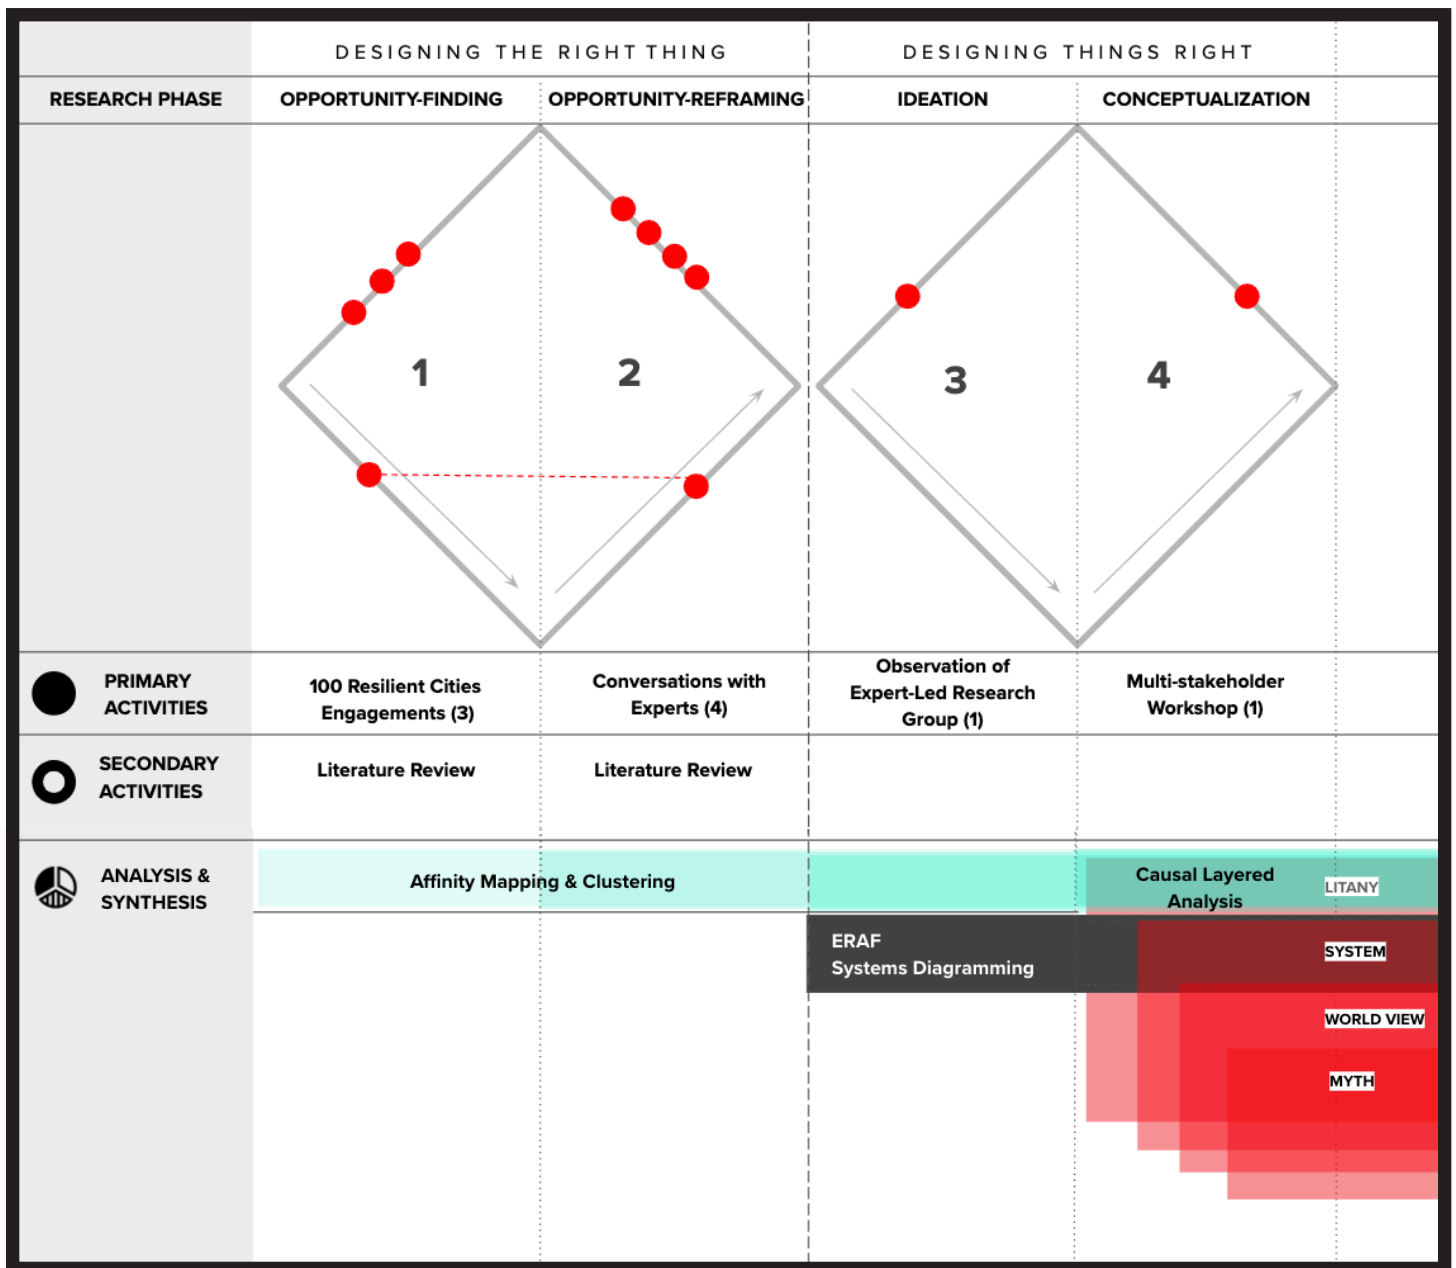 DESIGNING THE RIGHT THING
DESIGNING THINGS RIGHT
RESEARCH PHASE
OPPORTUNITY-FINDING
OPPORTUNITY-REFRAMING
IDEATION
CONCEPTUALIZATION
1
2
3
4
PRIMARY
ACTIVITIES
100 Resilient Cities
Engagements (3)
Conversations with
Experts (4)
Observation of
Expert-Led Research
Group (1)
Multi-stakeholder
Workshop (1)
SECONDARY
ACTIVITIES
Literature Review
Literature Review
ANALYSIS &
SYNTHESIS
Affinity Mapping & Clustering
Causal Layered
Analysis
LITANY
ERAF
Systems Diagramming
SYSTEM
WORLD VIEW
MYTH